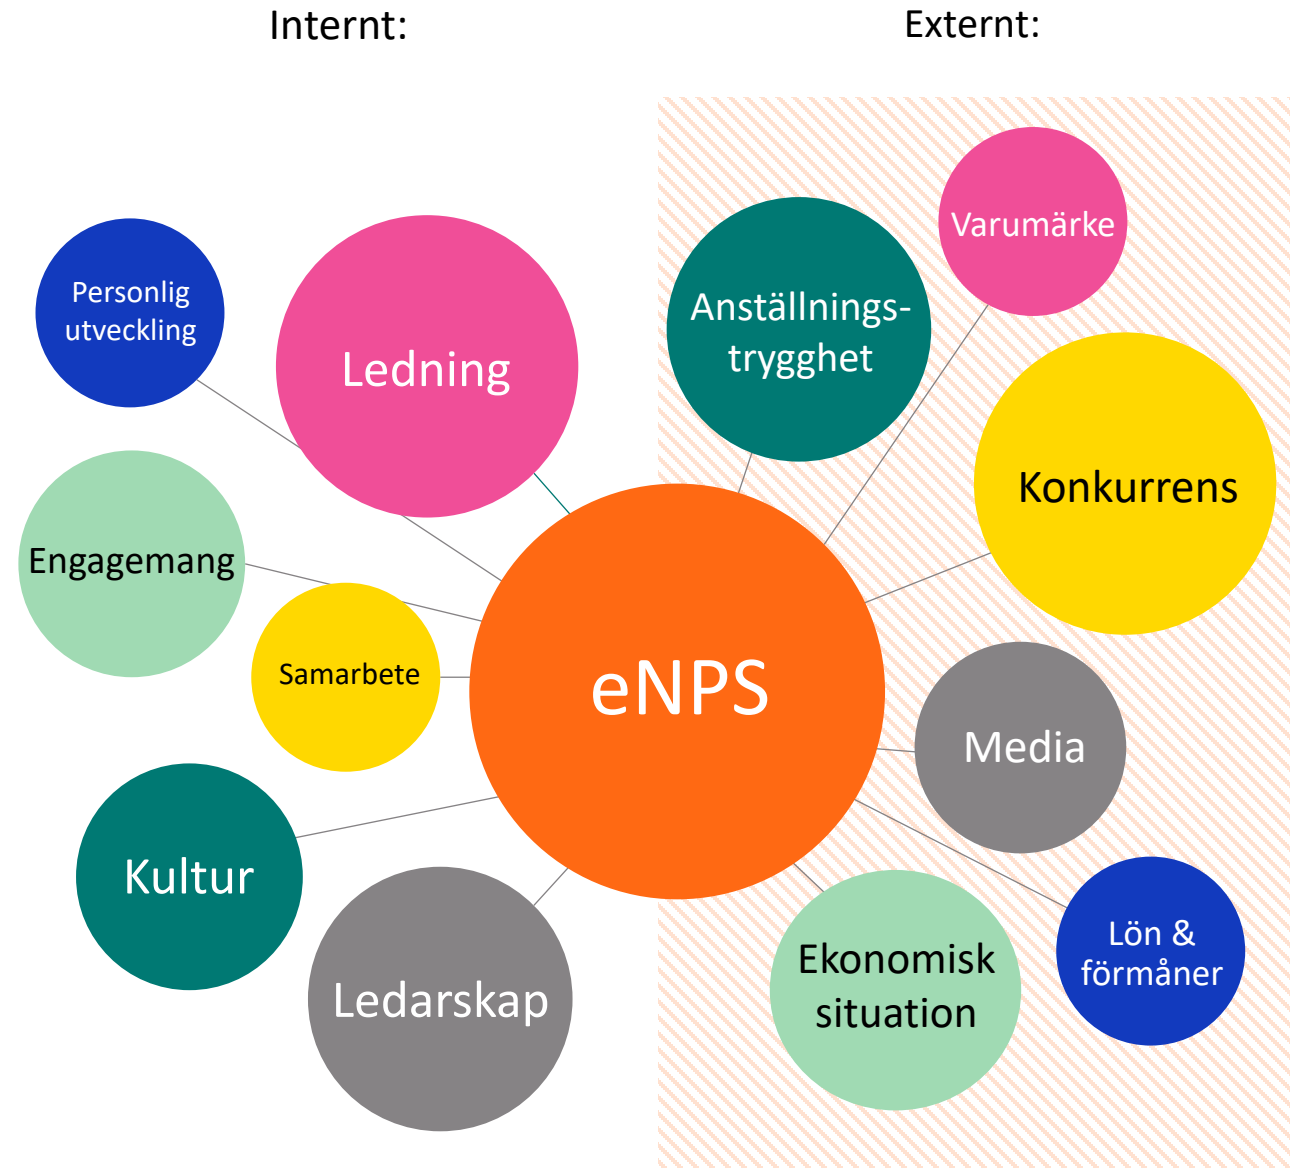 Internt:
Externt:
Personlig
utveckling
Ledning
Engagemang
Samarbete
Kultur
Ledarskap
eNPS
Anställnings-
trygghet
Varumärke
Konkurrens
Media
Lön &
förmåner
Ekonomisk
situation